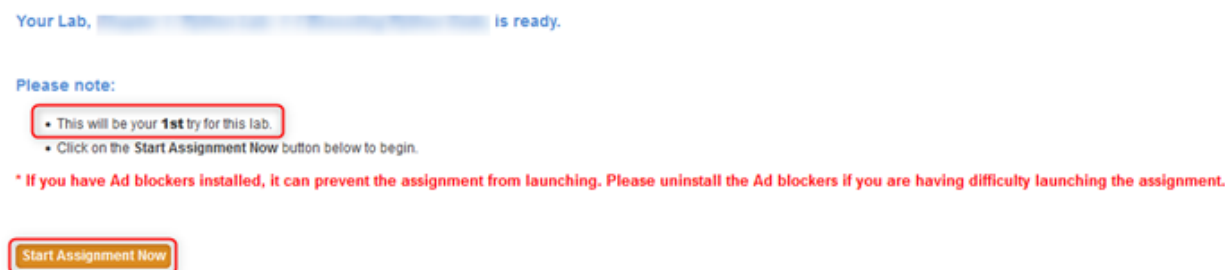 Your Lab, is ready.
Please note:
• This will be your 1st try for this lab.
• Click on the Start Assignment Now button below to begin.
* If you have Ad blockers installed, it can prevent the assignment from launching. Please uninstall the Ad blockers if you are having difficulty launching the assignment.
Start Assignment Now